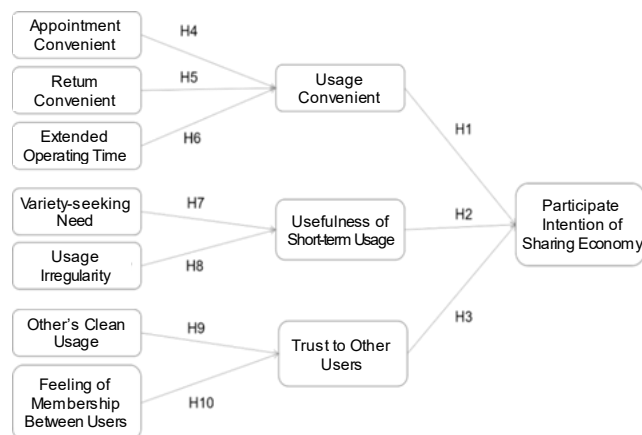 Appointment
Convenient
H4
Return
Convenient
H5
Extended
Operating Time
H6
Usage
Convenient
H1
Variety-seeking
Need
H7
Usage
Irregularity
H8
Usefulness of
Short-term Usage
H2
Participate
Intention of
Sharing Economy
Other's Clean
Usage
H9
Feeling of
Membership
Between Users
H10
Trust to Other
Users
H3